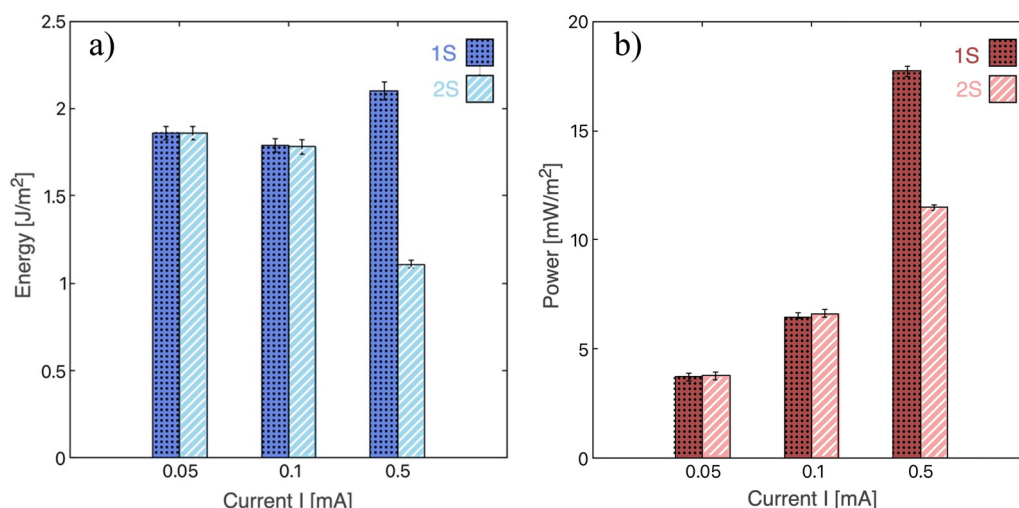 a)
1S
2S
2.5
2
1.5
1
0.5
0
Energy [J/m²]
0.05 0.1 0.5
Current I [mA]
b)
1S
2S
20
15
10
5
0
Power [mW/m²]
0.05 0.1 0.5
Current I [mA]